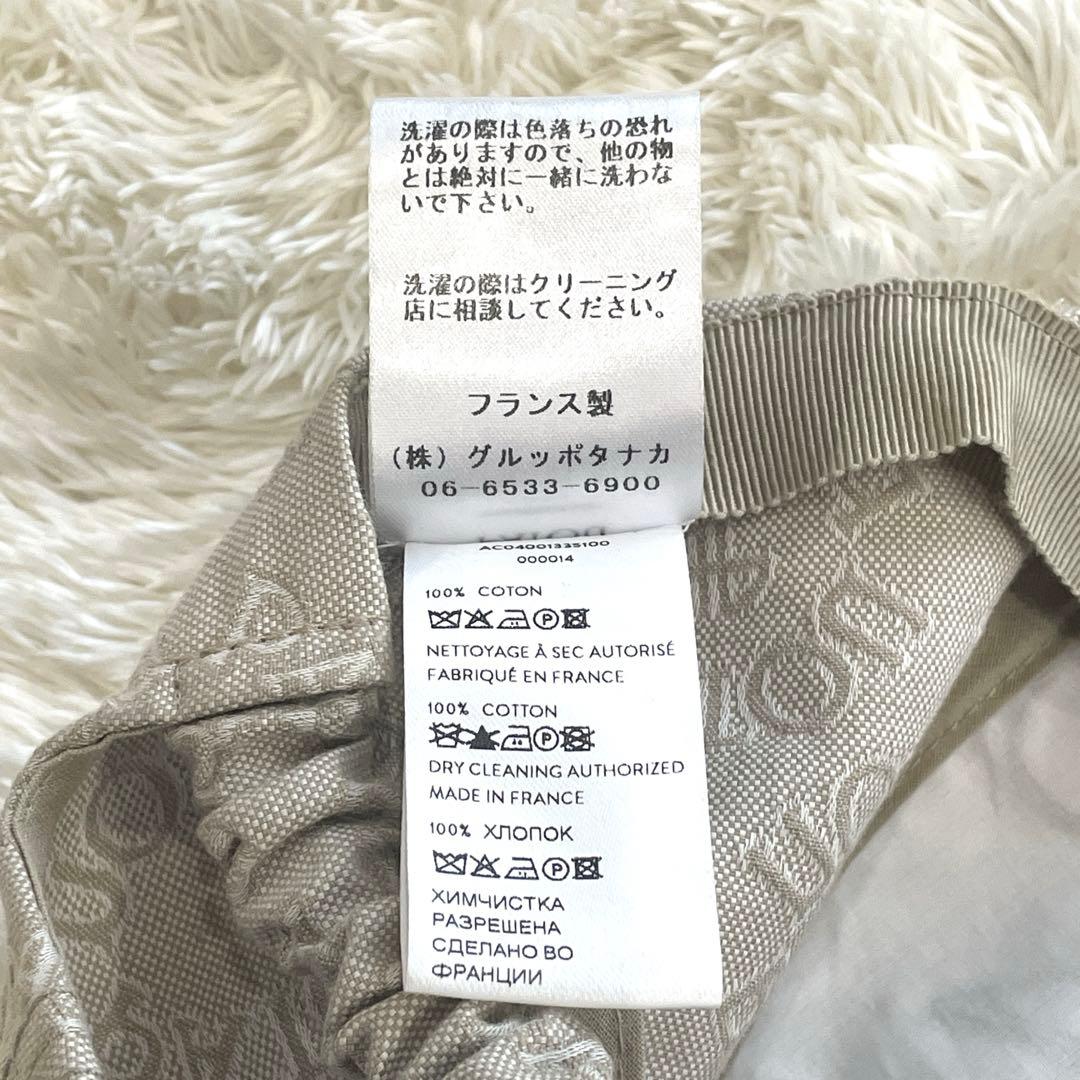 洗濯の際は色落ちの恐れ
がありますので、他の物
とは絶対に一緒に洗わな
いで下さい。
洗濯の際はクリーニング
店に相談してください。
フランス製
(株)グルッポタナカ
06-6533-6900
000014
100% COTON
NETTOYAGE À SEC AUTORISÉ
FABRIQUÉ EN FRANCE
100% COTTON
DRY CLEANING AUTHORIZED
MADE IN FRANCE
100% ХЛОПОК
ХИМЧИСТКА
РАЗРЕШЕНА
СДЕЛАНО ВО
ФРАНЦИИ